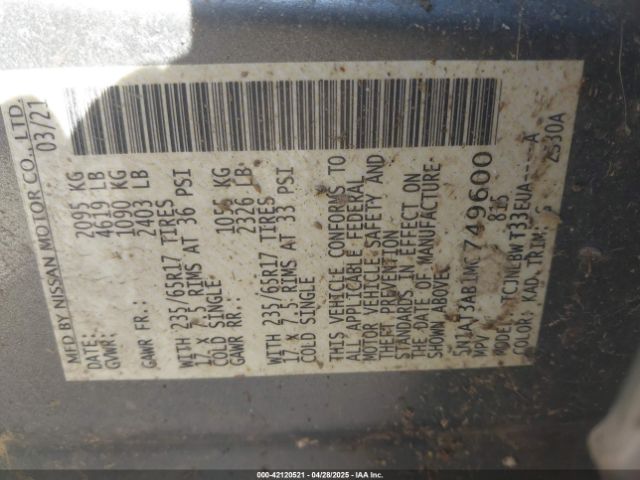 MFD BY NISSAN MOTOR CO., LTD.
DATE: 03/21
GVWR: 2095 KG
4619 LB
GAWR FR.: 1090 KG
2403 LB
WITH 235/65R17 TIRES
17 x 7.5 RIMS AT 36 PSI
COLD SINGLE
GAWR RR.: 1056 KG
2326 LB
WITH 235/65R17 TIRES
17 x 7.5 RIMS AT 33 PSI
COLD SINGLE
THIS VEHICLE CONFORMS TO
ALL APPLICABLE FEDERAL
MOTOR VEHICLE SAFETY AND
THEFT PREVENTION
STANDARDS IN EFFECT ON
THE DATE OF MANUFACTURE
SHOWN ABOVE.
5N1AT3AB1MC 749600
MPV 815
MODEL:
COLOR: KAD TRIM: G 2S30A
000-42120521 - 04/28/2025 - IAA Inc.